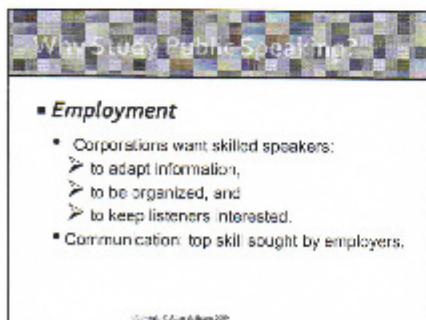 Why Study Public Speaking?
Employment
Corporations want skilled speakers:
to adapt information,
to be organized, and
to keep listeners interested.
Communication: top skill sought by employers.